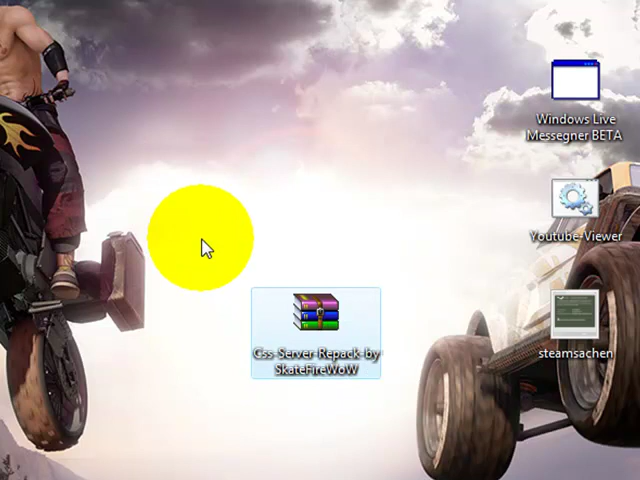 Windows Live
Messegner BETA
Youtube-Viewer
Css-Server-Repack-by
SkateFireWoW
steamsachen